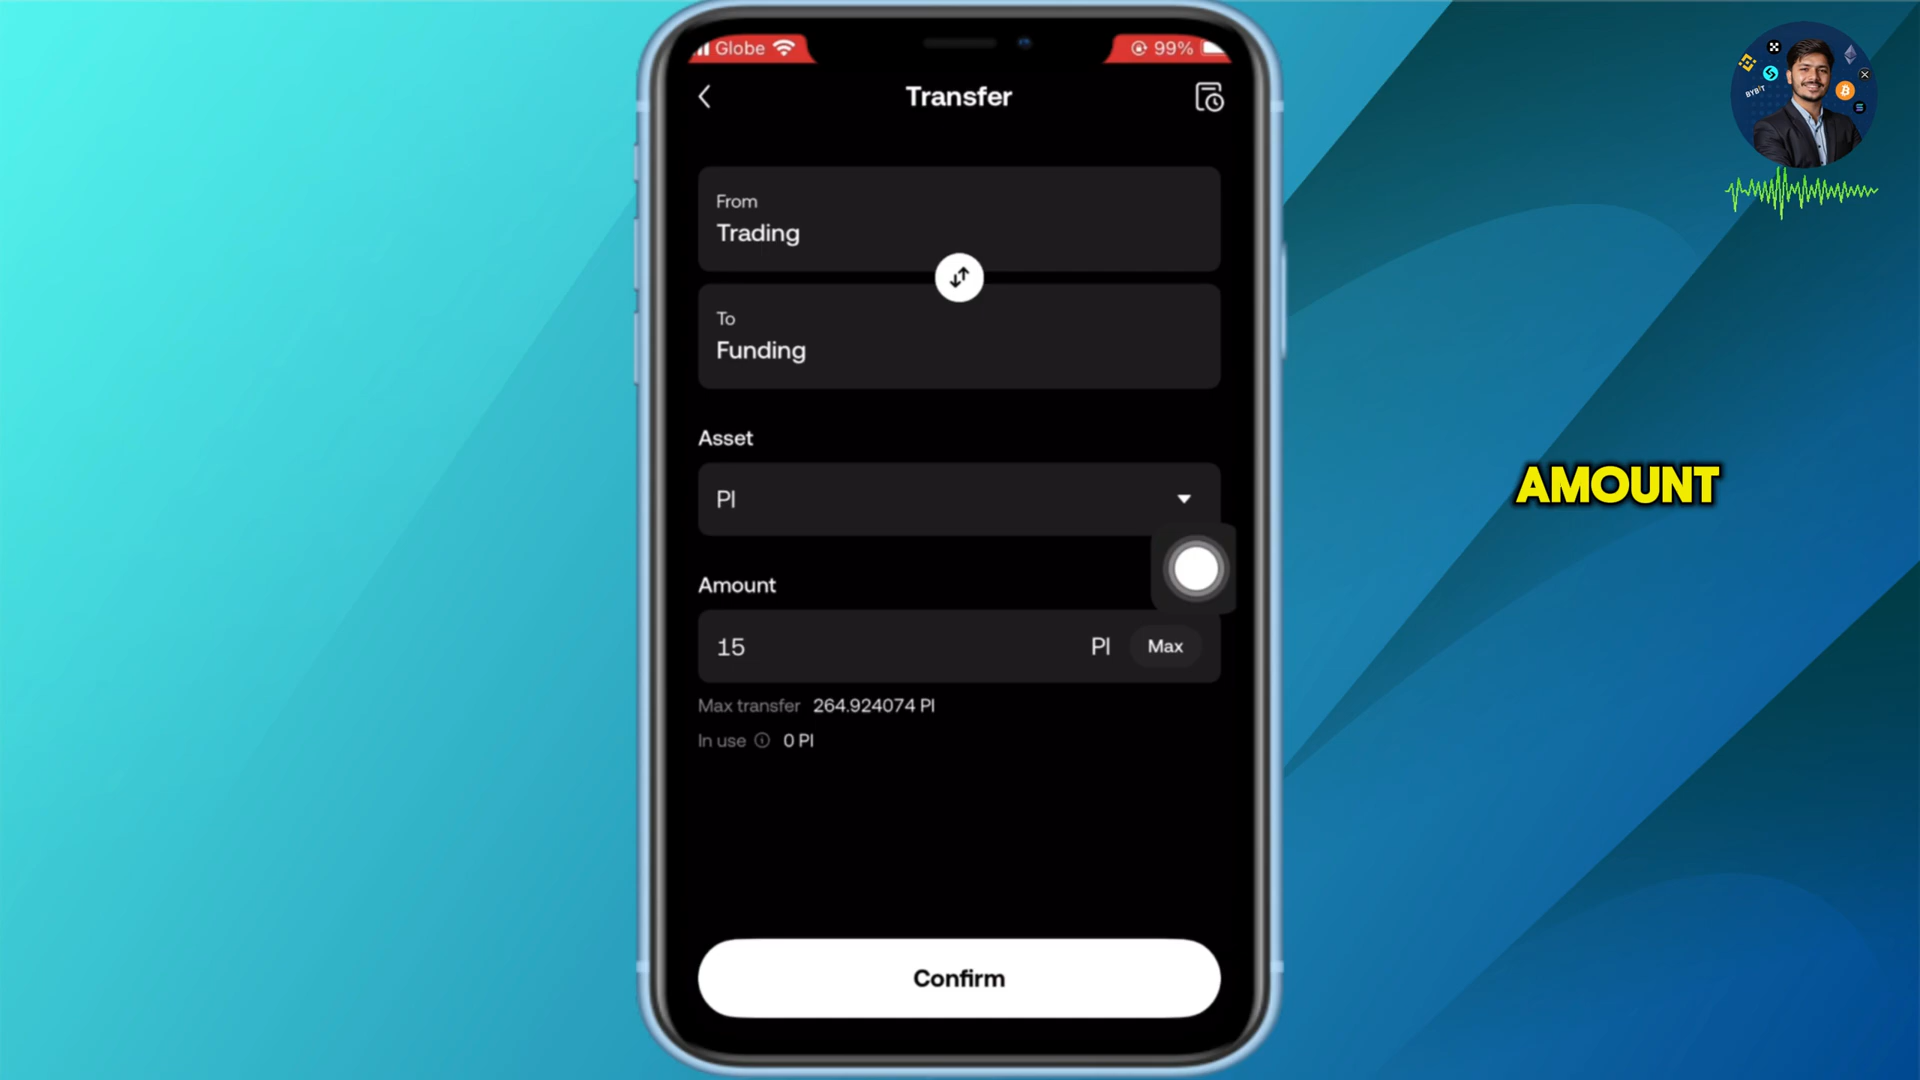 Globe
99%
Transfer
From
Trading
To
Funding
Asset
PI
Amount
15 PI Max
Max transfer 264.924074 PI
In use 0 PI
Confirm
AMOUNT
BYBIT